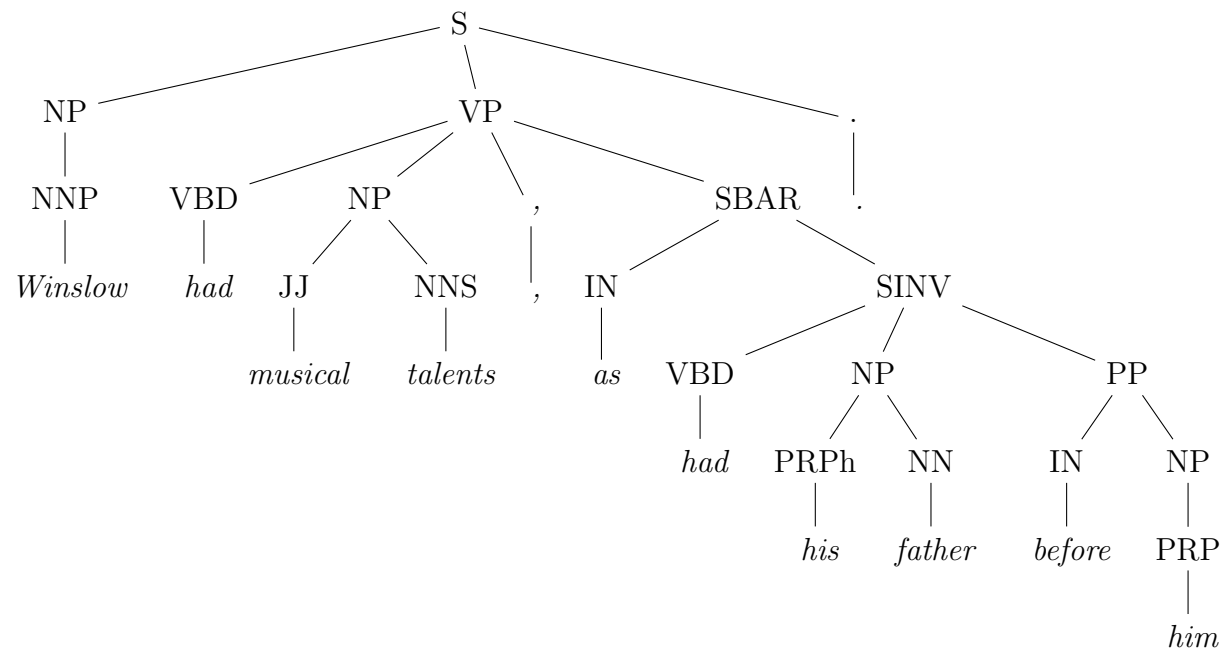 S
NP VP .
NNP VBD NP , SBAR .
Winslow had JJ NNS , IN SINV
musical talents as VBD NP PP
had PRPh NN IN NP
his father before PRP
him